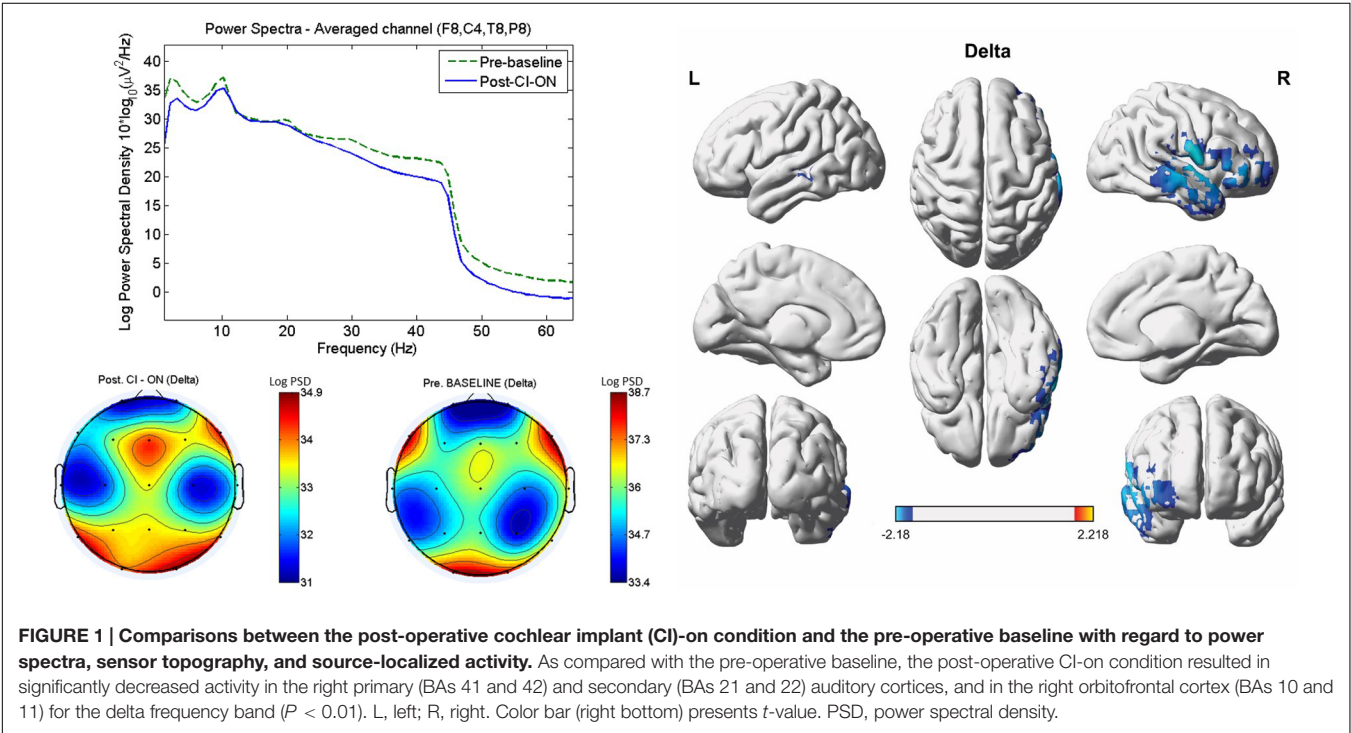 Power Spectra - Averaged channel (F8,C4,T8,P8)
Log Power Spectral Density 10*log10(μV²/Hz)
40
35
30
25
20
15
10
5
0
Pre-baseline
Post-CI-ON
10 20 30 40 50 60
Frequency (Hz)
Post. CI - ON (Delta)
Log PSD
34.9
34
33
32
31
Pre. BASELINE (Delta)
Log PSD
38.7
37.3
36
34.7
33.4
Delta
L
R
-2.18
2.218
FIGURE 1 | Comparisons between the post-operative cochlear implant (CI)-on condition and the pre-operative baseline with regard to power
spectra, sensor topography, and source-localized activity. As compared with the pre-operative baseline, the post-operative CI-on condition resulted in
significantly decreased activity in the right primary (BAs 41 and 42) and secondary (BAs 21 and 22) auditory cortices, and in the right orbitofrontal cortex (BAs 10 and
11) for the delta frequency band (P < 0.01). L, left; R, right. Color bar (right bottom) presents t-value. PSD, power spectral density.